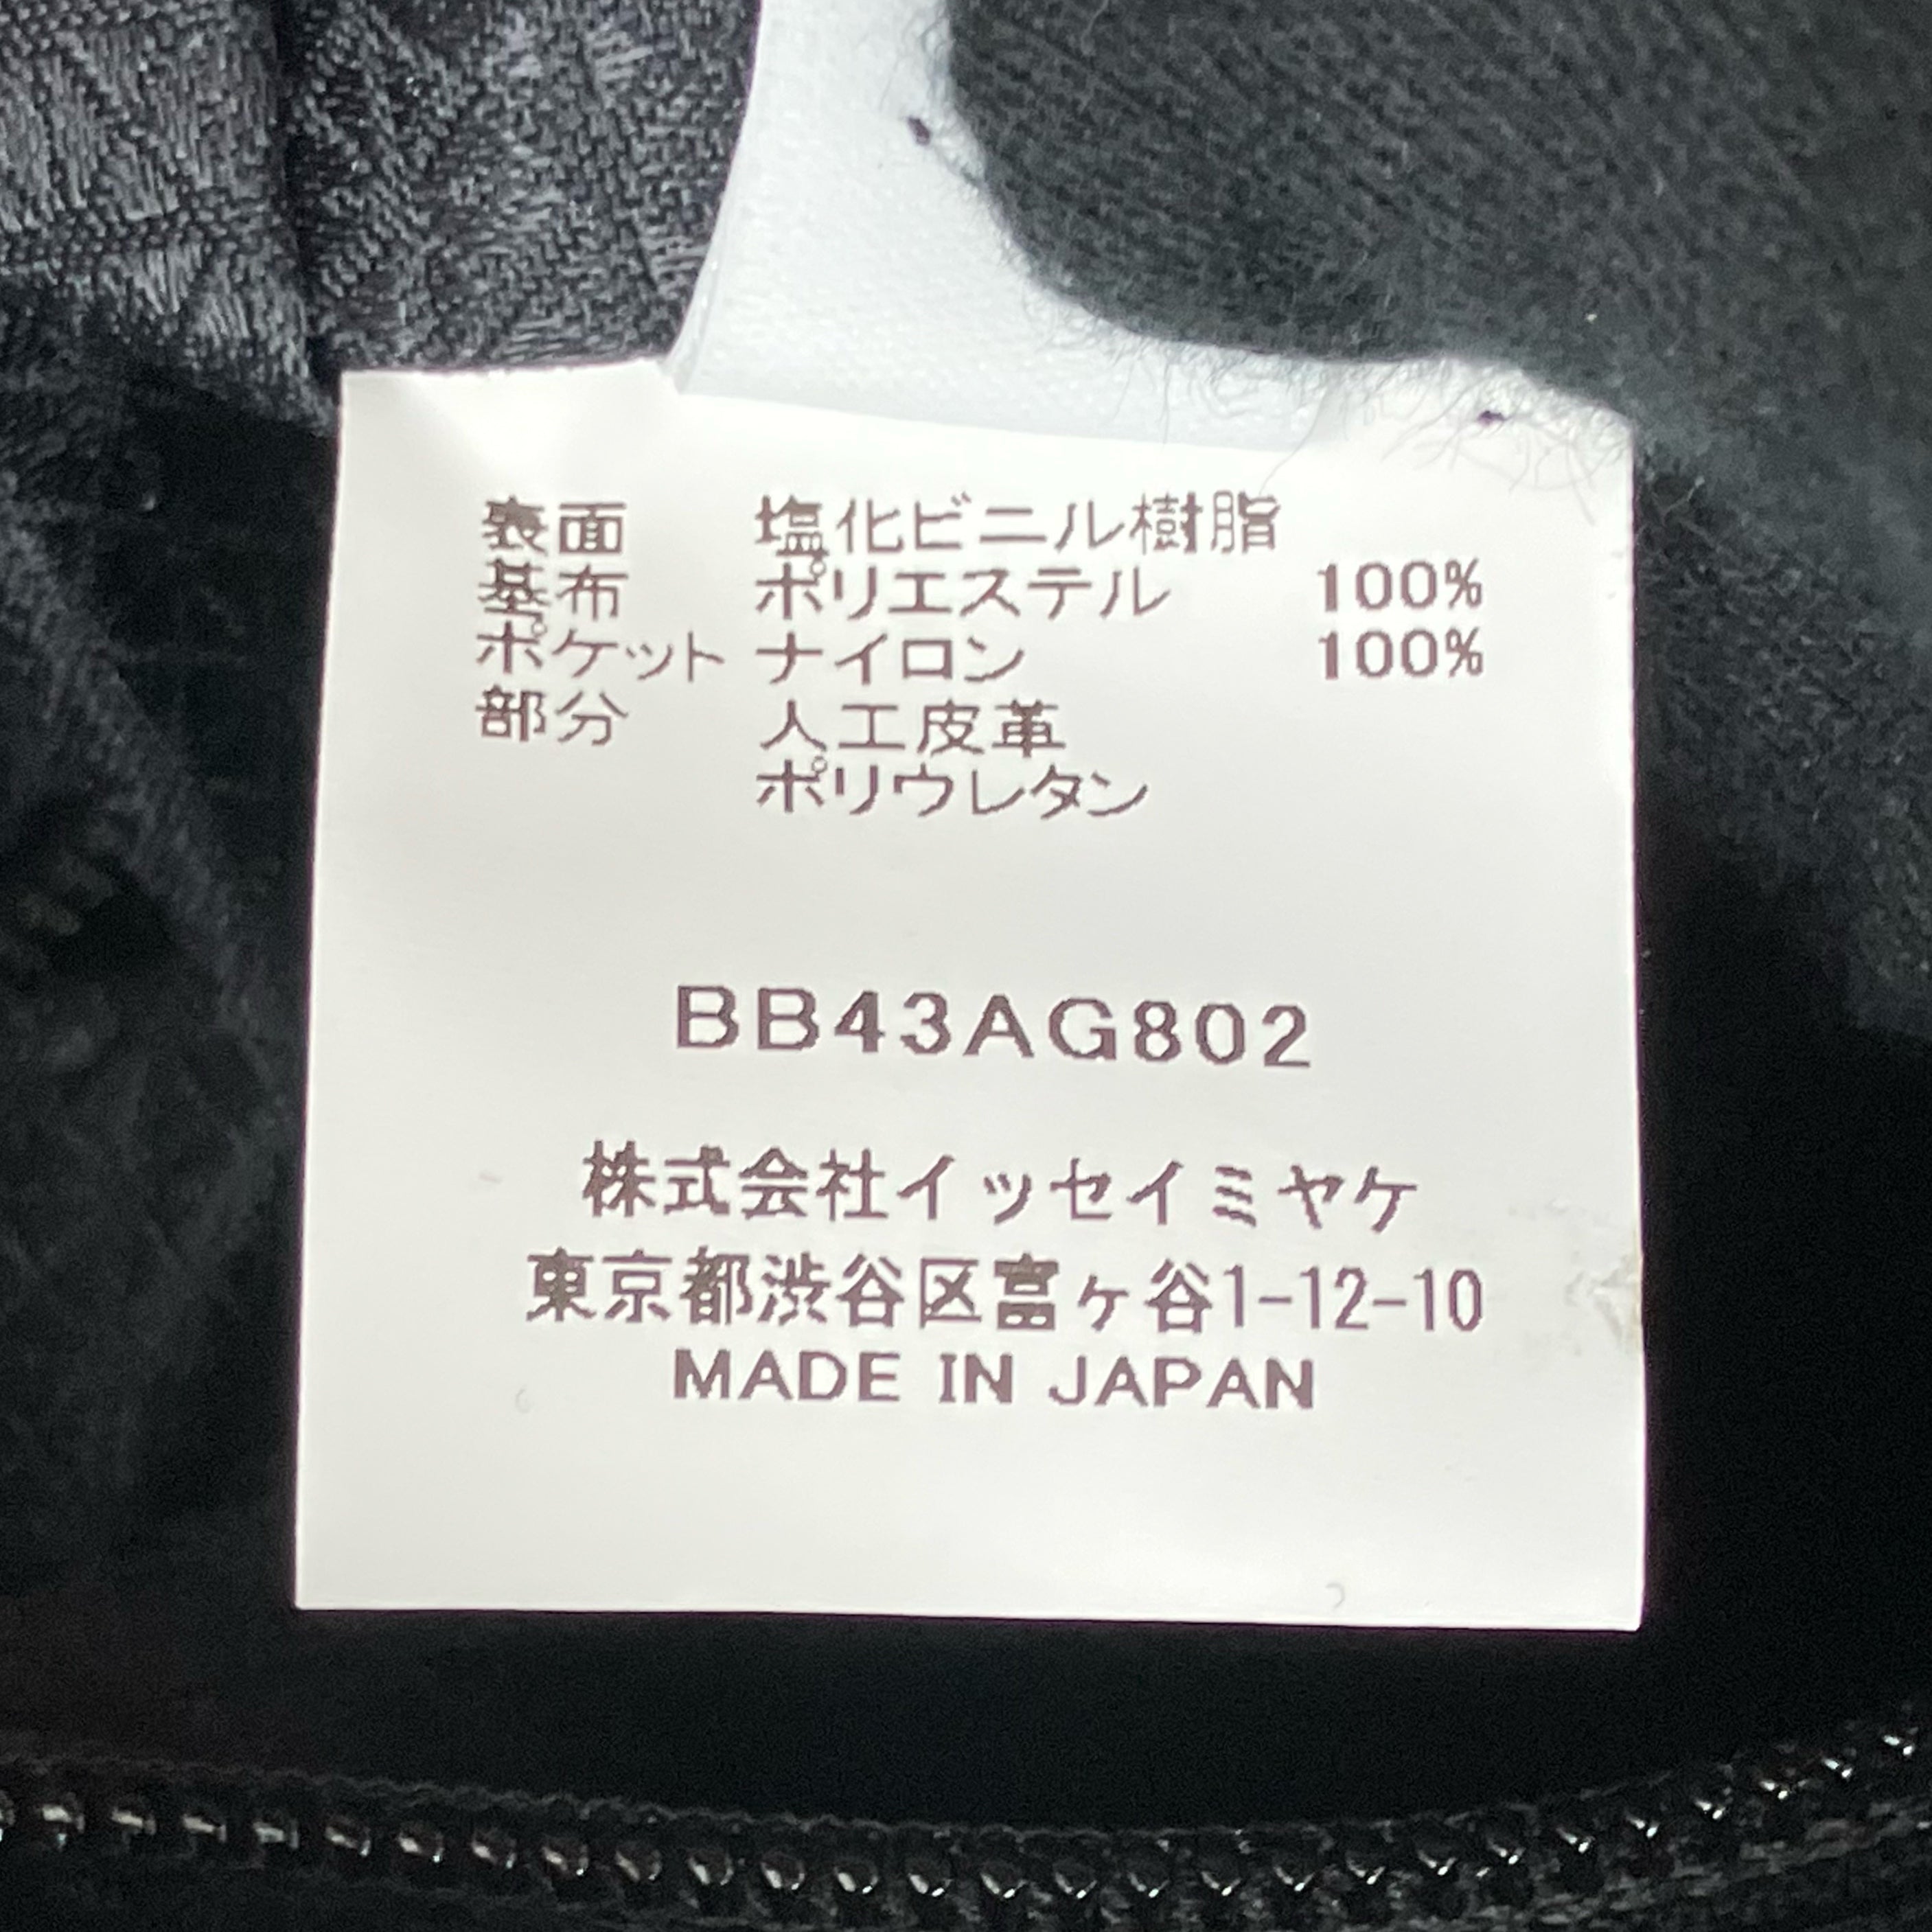 表面 塩化ビニル樹脂
基布 ポリエステル 100%
ポケット ナイロン 100%
部分 人工皮革
ポリウレタン
BB43AG802
株式会社イッセイミヤケ
東京都渋谷区富ヶ谷1-12-10
MADE IN JAPAN